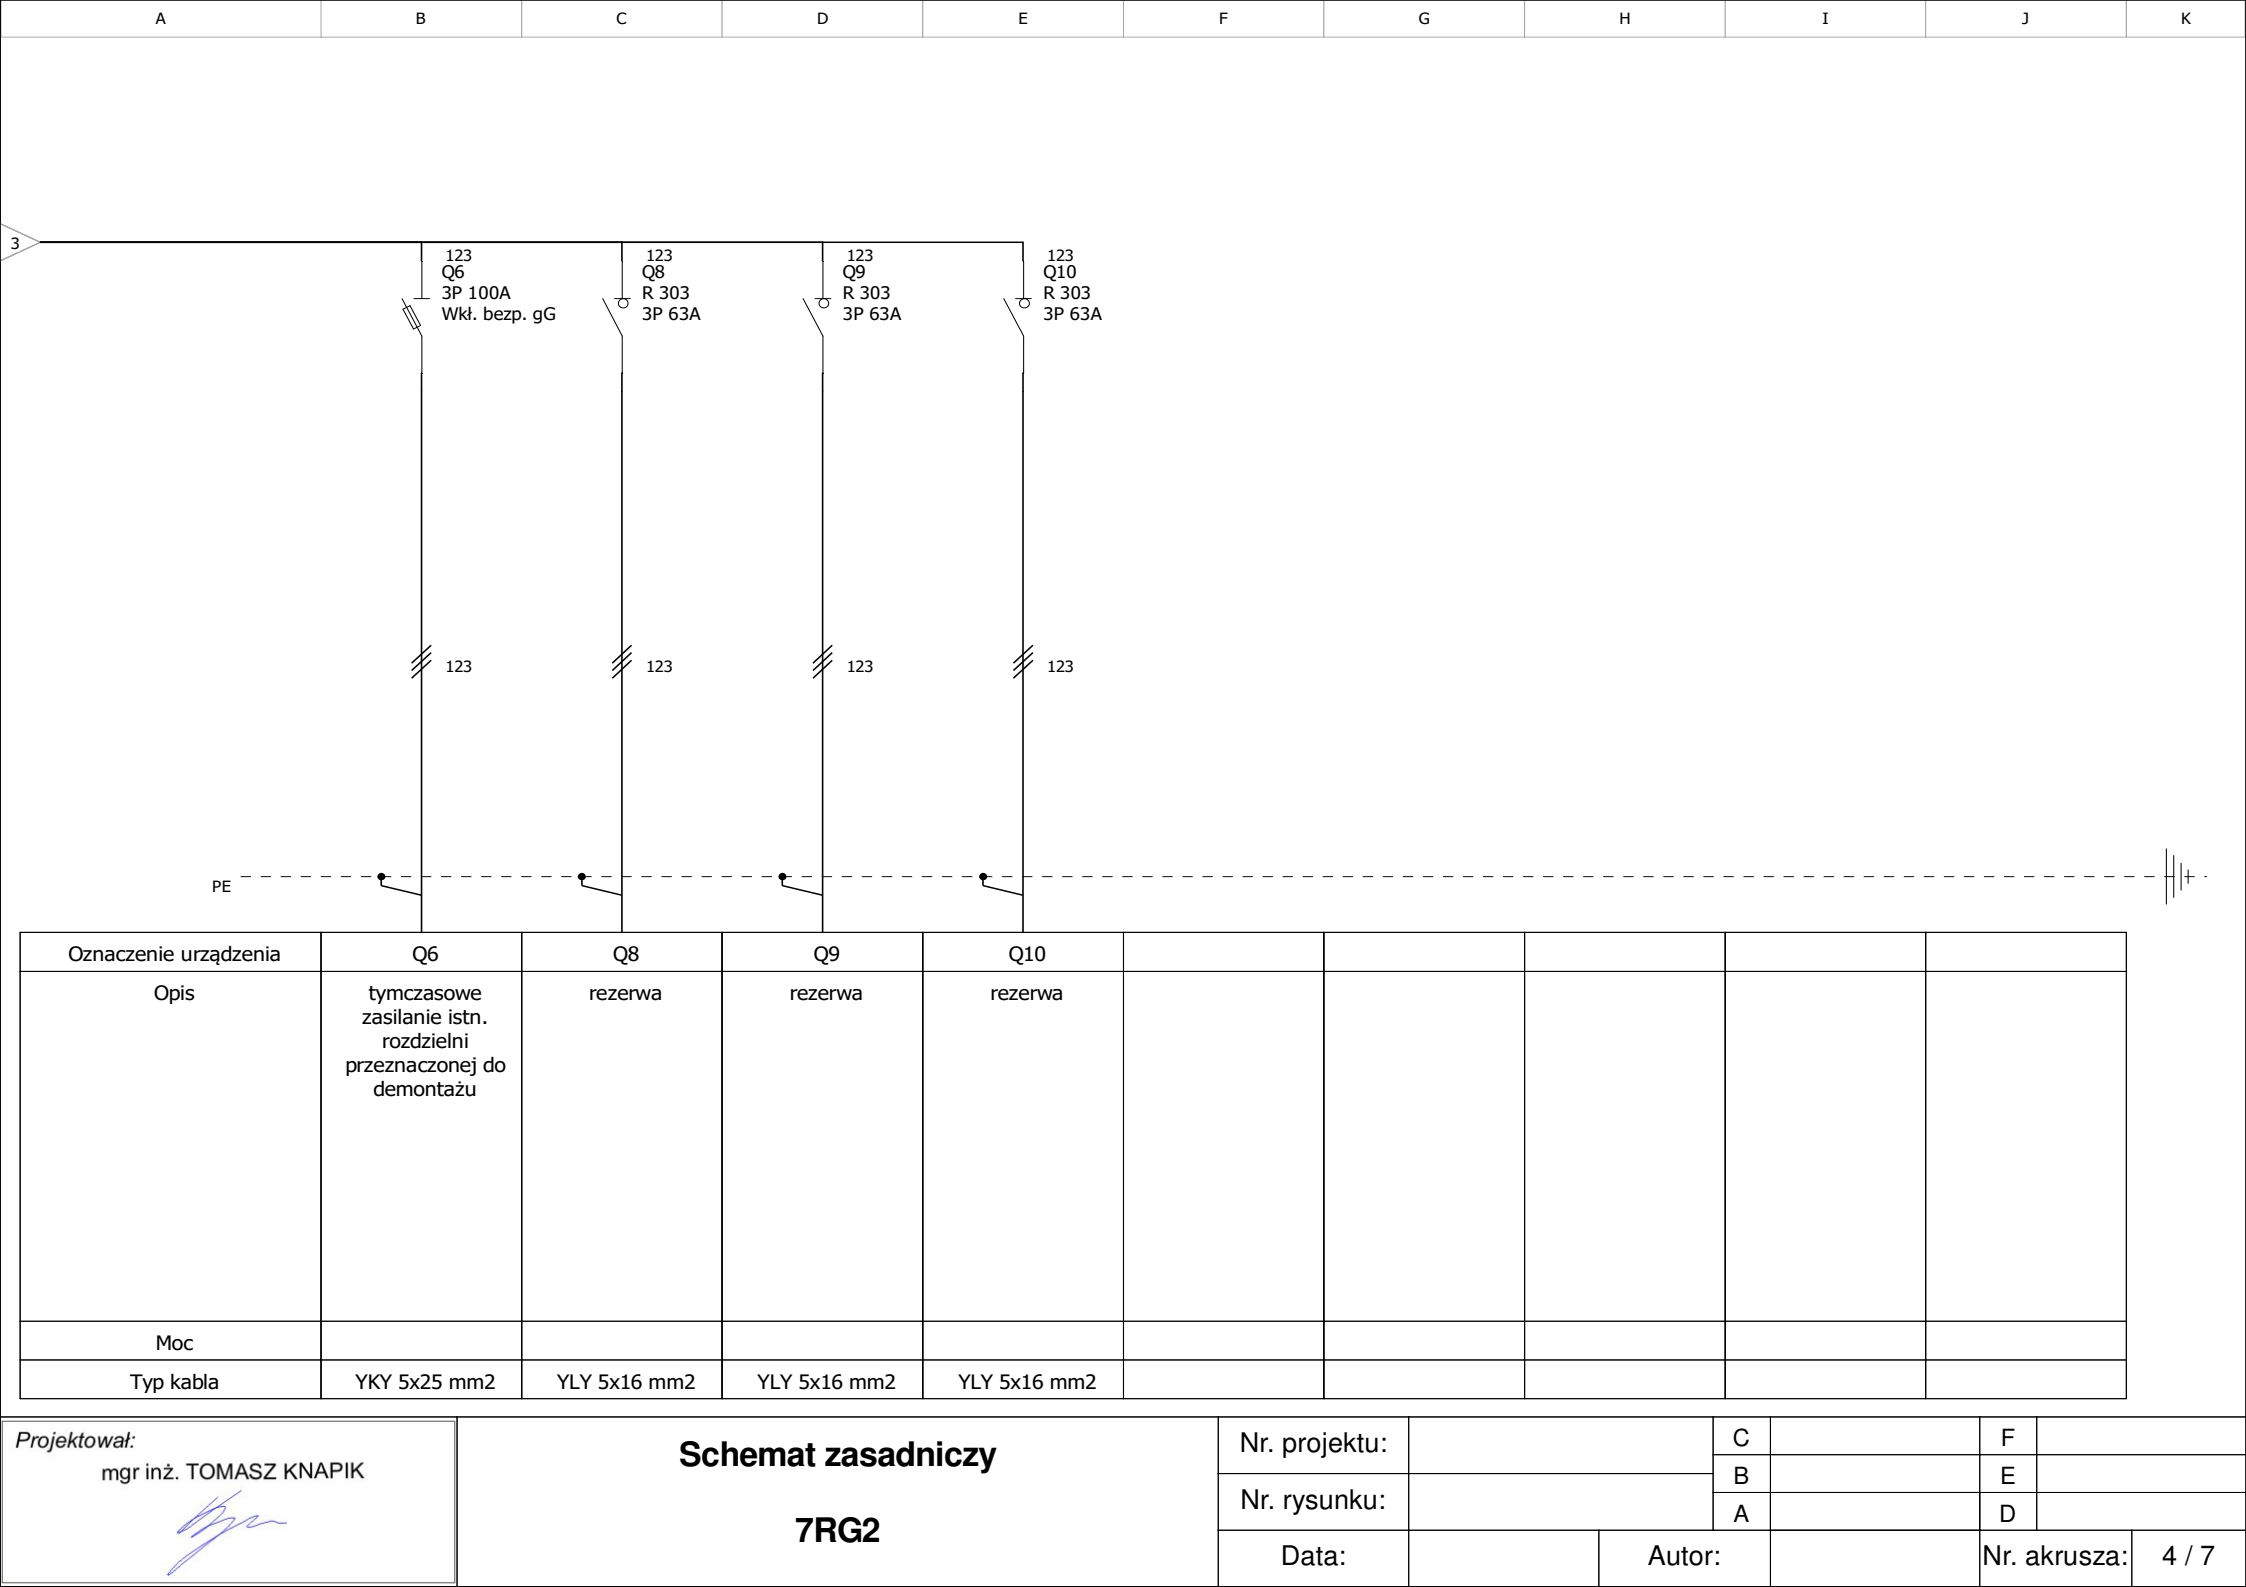 A B C D E F G H I J K
3
123 123 123 123
Q6 Q8 Q9 Q10
3P 100A R 303 R 303 R 303
Wkł. bezp. gG 3P 63A 3P 63A 3P 63A
123 123 123 123
PE
Oznaczenie urządzenia Q6 Q8 Q9 Q10
Opis tymczasowe rezerwa rezerwa rezerwa
zasilanie istn.
rozdzielni
przeznaczonej do
demontażu
Moc
Typ kabla YKY 5x25 mm2 YLY 5x16 mm2 YLY 5x16 mm2 YLY 5x16 mm2
Projektował:
mgr inż. TOMASZ KNAPIK
Schemat zasadniczy
7RG2
Nr. projektu: C F
B E
Nr. rysunku: A D
Data: Autor: Nr. akrusza: 4 / 7